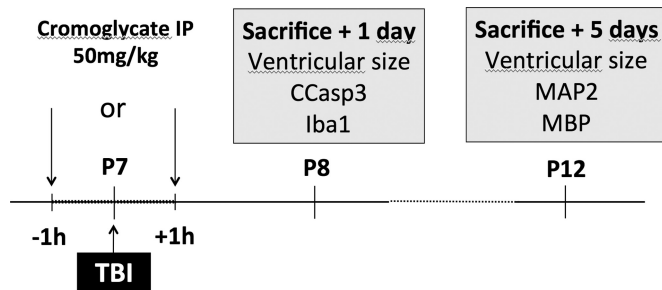 Cromoglycate IP
50mg/kg
or
Sacrifice + 1 day
Ventricular size
CCasp3
Iba1
Sacrifice + 5 days
Ventricular size
MAP2
MBP
P7
P8
P12
-1h
+1h
TBI